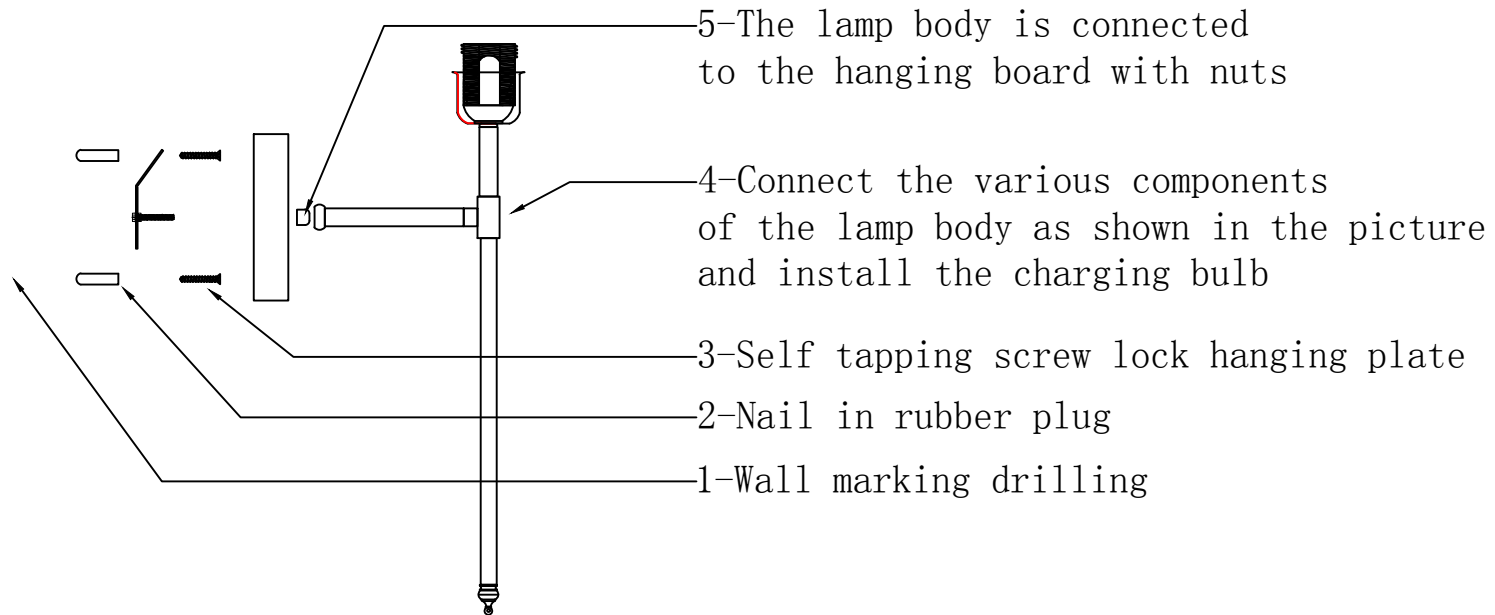 5-The lamp body is connected
to the hanging board with nuts
4-Connect the various components
of the lamp body as shown in the picture
and install the charging bulb
3-Self tapping screw lock hanging plate
2-Nail in rubber plug
1-Wall marking drilling